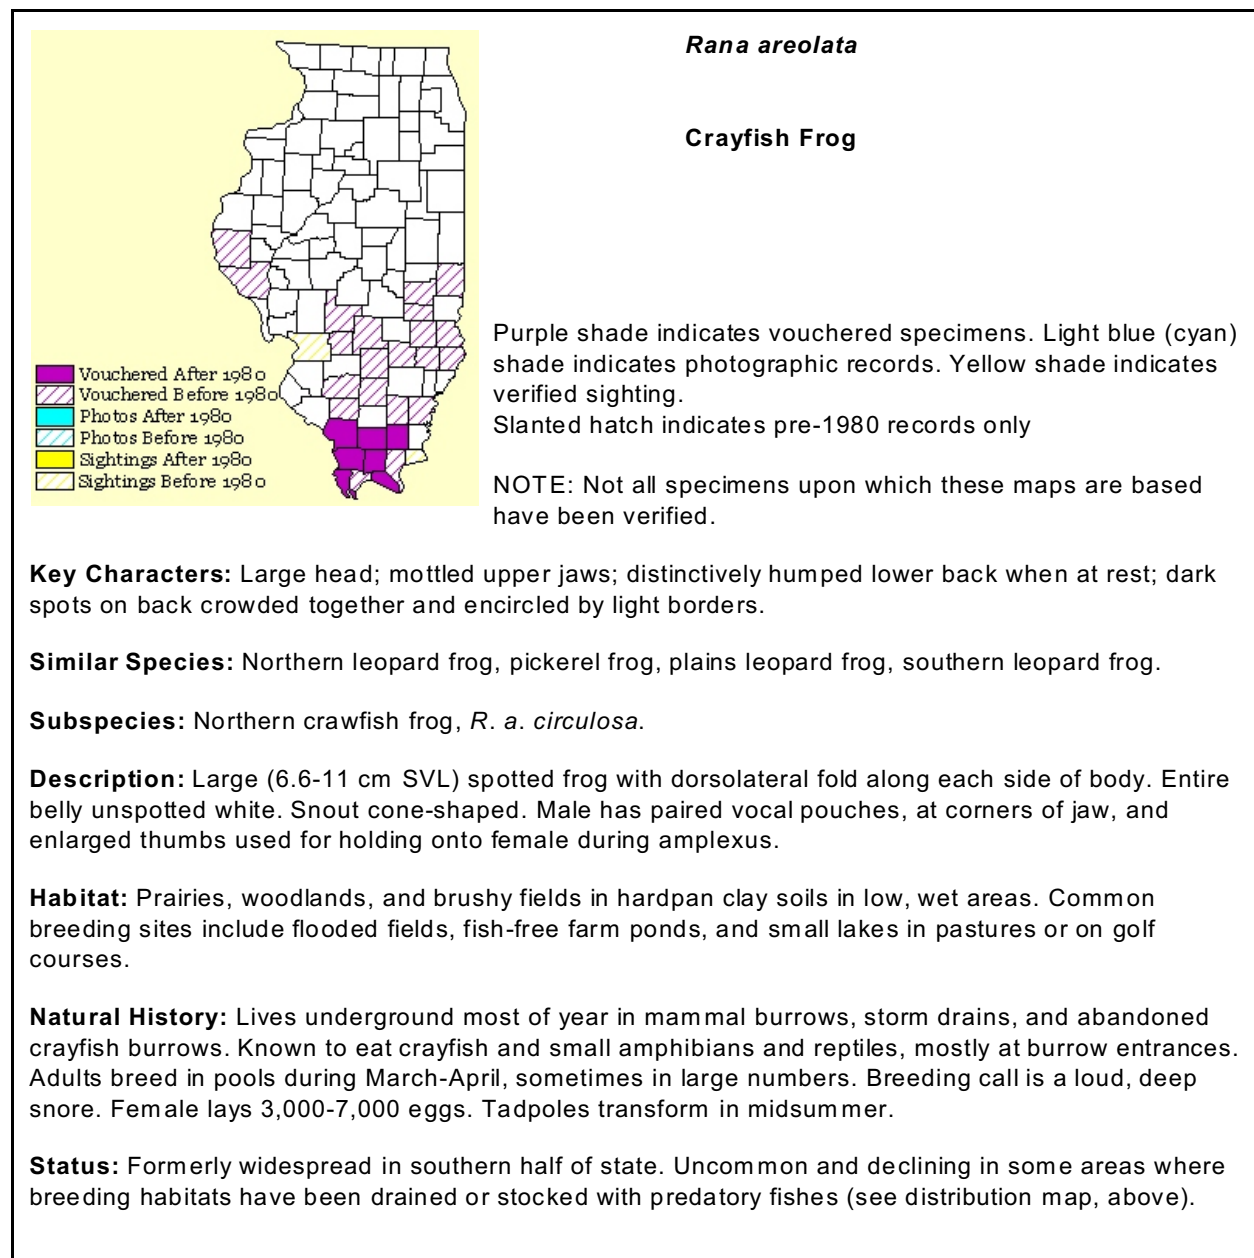 Rana areolata
Crayfish Frog
Vouchered After 1980
Vouchered Before 1980
Photos After 1980
Photos Before 1980
Sightings After 1980
Sightings Before 1980
Purple shade indicates vouchered specimens. Light blue (cyan)
shade indicates photographic records. Yellow shade indicates
verified sighting.
Slanted hatch indicates pre-1980 records only
NOTE: Not all specimens upon which these maps are based
have been verified.
Key Characters: Large head; mottled upper jaws; distinctively humped lower back when at rest; dark
spots on back crowded together and encircled by light borders.
Similar Species: Northern leopard frog, pickerel frog, plains leopard frog, southern leopard frog.
Subspecies: Northern crawfish frog, R. a. circulosa.
Description: Large (6.6-11 cm SVL) spotted frog with dorsolateral fold along each side of body. Entire
belly unspotted white. Snout cone-shaped. Male has paired vocal pouches, at corners of jaw, and
enlarged thumbs used for holding onto female during amplexus.
Habitat: Prairies, woodlands, and brushy fields in hardpan clay soils in low, wet areas. Common
breeding sites include flooded fields, fish-free farm ponds, and small lakes in pastures or on golf
courses.
Natural History: Lives underground most of year in mammal burrows, storm drains, and abandoned
crayfish burrows. Known to eat crayfish and small amphibians and reptiles, mostly at burrow entrances.
Adults breed in pools during March-April, sometimes in large numbers. Breeding call is a loud, deep
snore. Female lays 3,000-7,000 eggs. Tadpoles transform in midsummer.
Status: Formerly widespread in southern half of state. Uncommon and declining in some areas where
breeding habitats have been drained or stocked with predatory fishes (see distribution map, above).